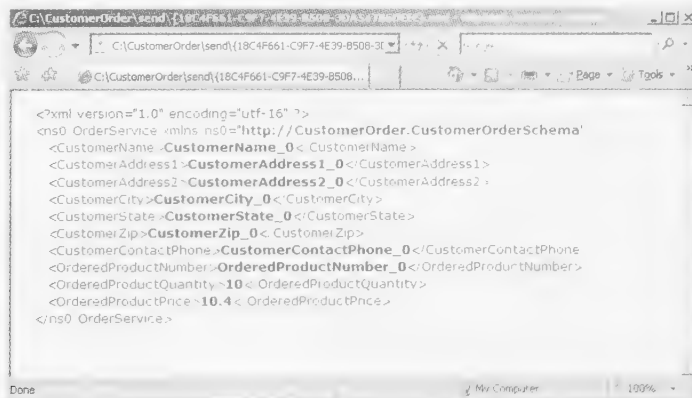 C:\CustomerOrder\send\{18C4F661-C9F7-4E39-8508-3DA
C:\CustomerOrder\send\{18C4F661-C9F7-4E39-8508-3D
C:\CustomerOrder\send\{18C4F661-C9F7-4E39-8508...
Page
Tools
<?xml version="1.0" encoding="utf-16" ?>
<ns0 OrderService xmlns ns0="http://CustomerOrder.CustomerOrderSchema'
<CustomerName>CustomerName_0< CustomerName>
<CustomerAddress1>CustomerAddress1_0</CustomerAddress1>
<CustomerAddress2>CustomerAddress2_0</CustomerAddress2>
<CustomerCity>CustomerCity_0</CustomerCity>
<CustomerState>CustomerState_0</CustomerState>
<CustomerZip>CustomerZip_0< CustomerZip>
<CustomerContactPhone>CustomerContactPhone_0</CustomerContactPhone
<OrderedProductNumber>OrderedProductNumber_0</OrderedProductNumber>
<OrderedProductQuantity>10< OrderedProductQuantity>
<OrderedProductPrice>10.4< OrderedProductPrice>
</ns0 OrderService>
Done
My Computer
100%